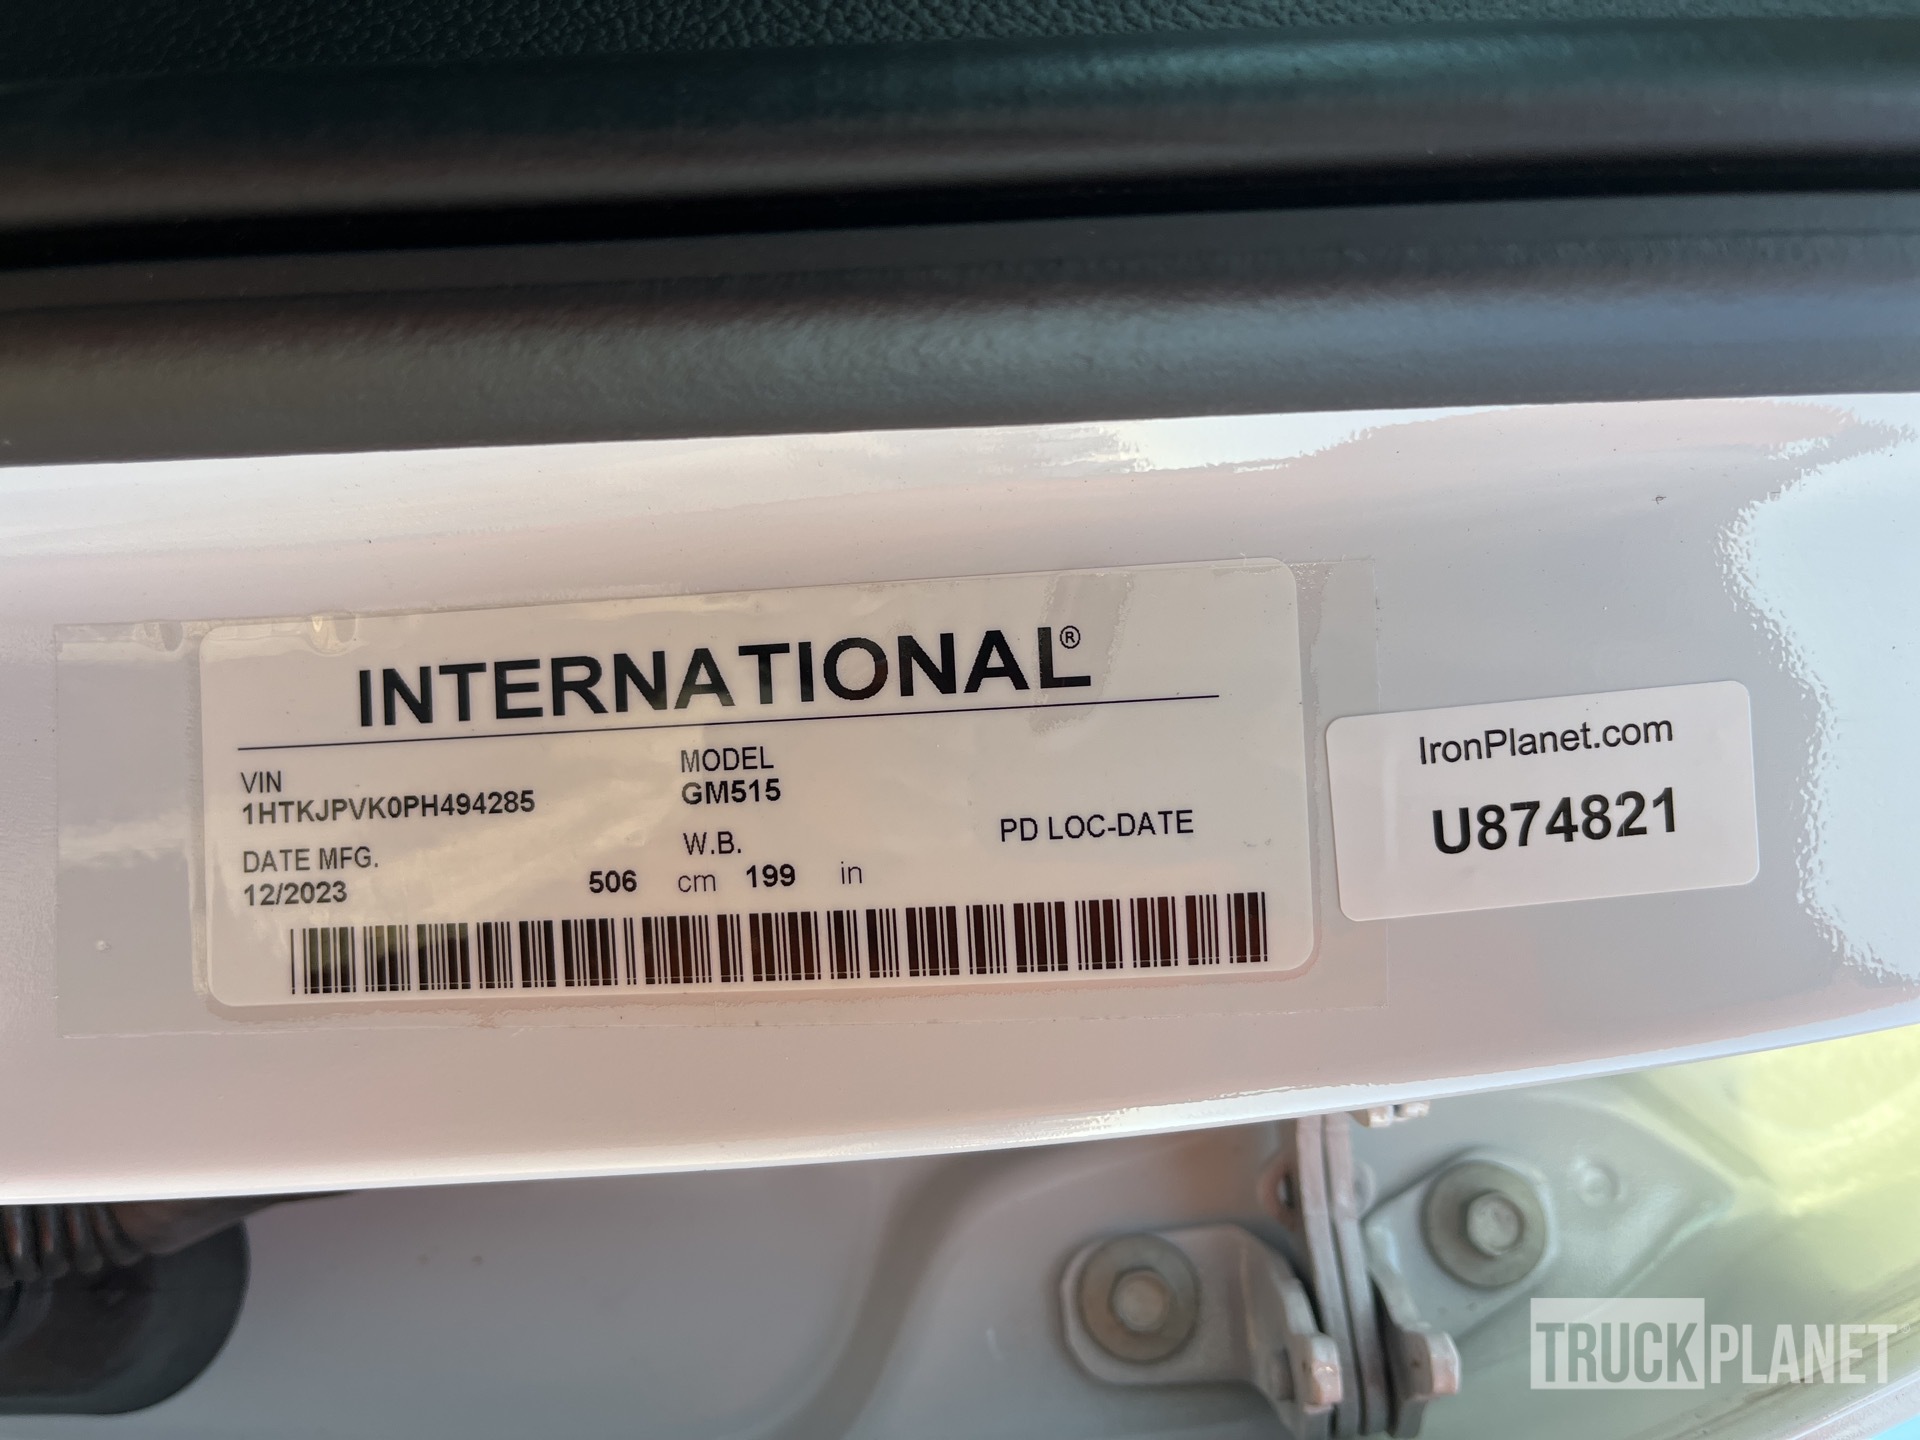 INTERNATIONAL®
VIN
1HTKJPVK0PH494285
MODEL
GM515
DATE MFG.
12/2023
W.B.
506 cm 199 in
PD LOC-DATE
IronPlanet.com
U874821
TRUCKPLANET